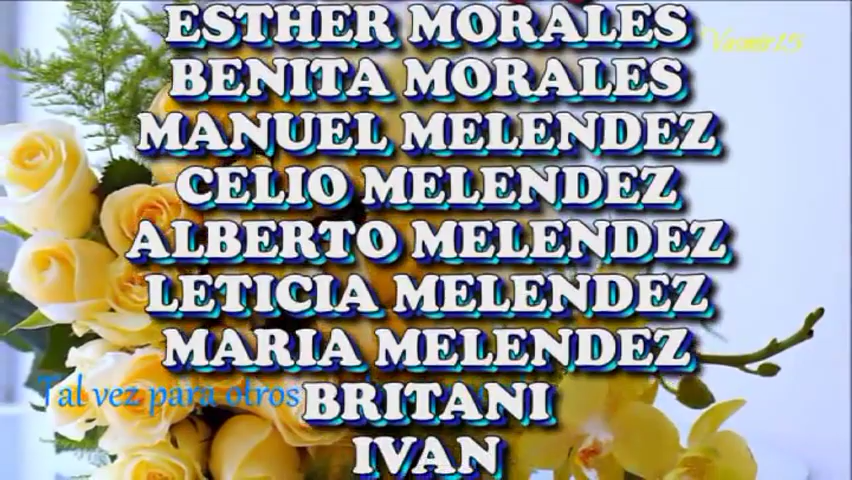 ESTHER MORALES
BENITA MORALES
MANUEL MELENDEZ
CELIO MELENDEZ
ALBERTO MELENDEZ
LETICIA MELENDEZ
MARIA MELENDEZ
Tal vez para otros
BRITANI
IVAN